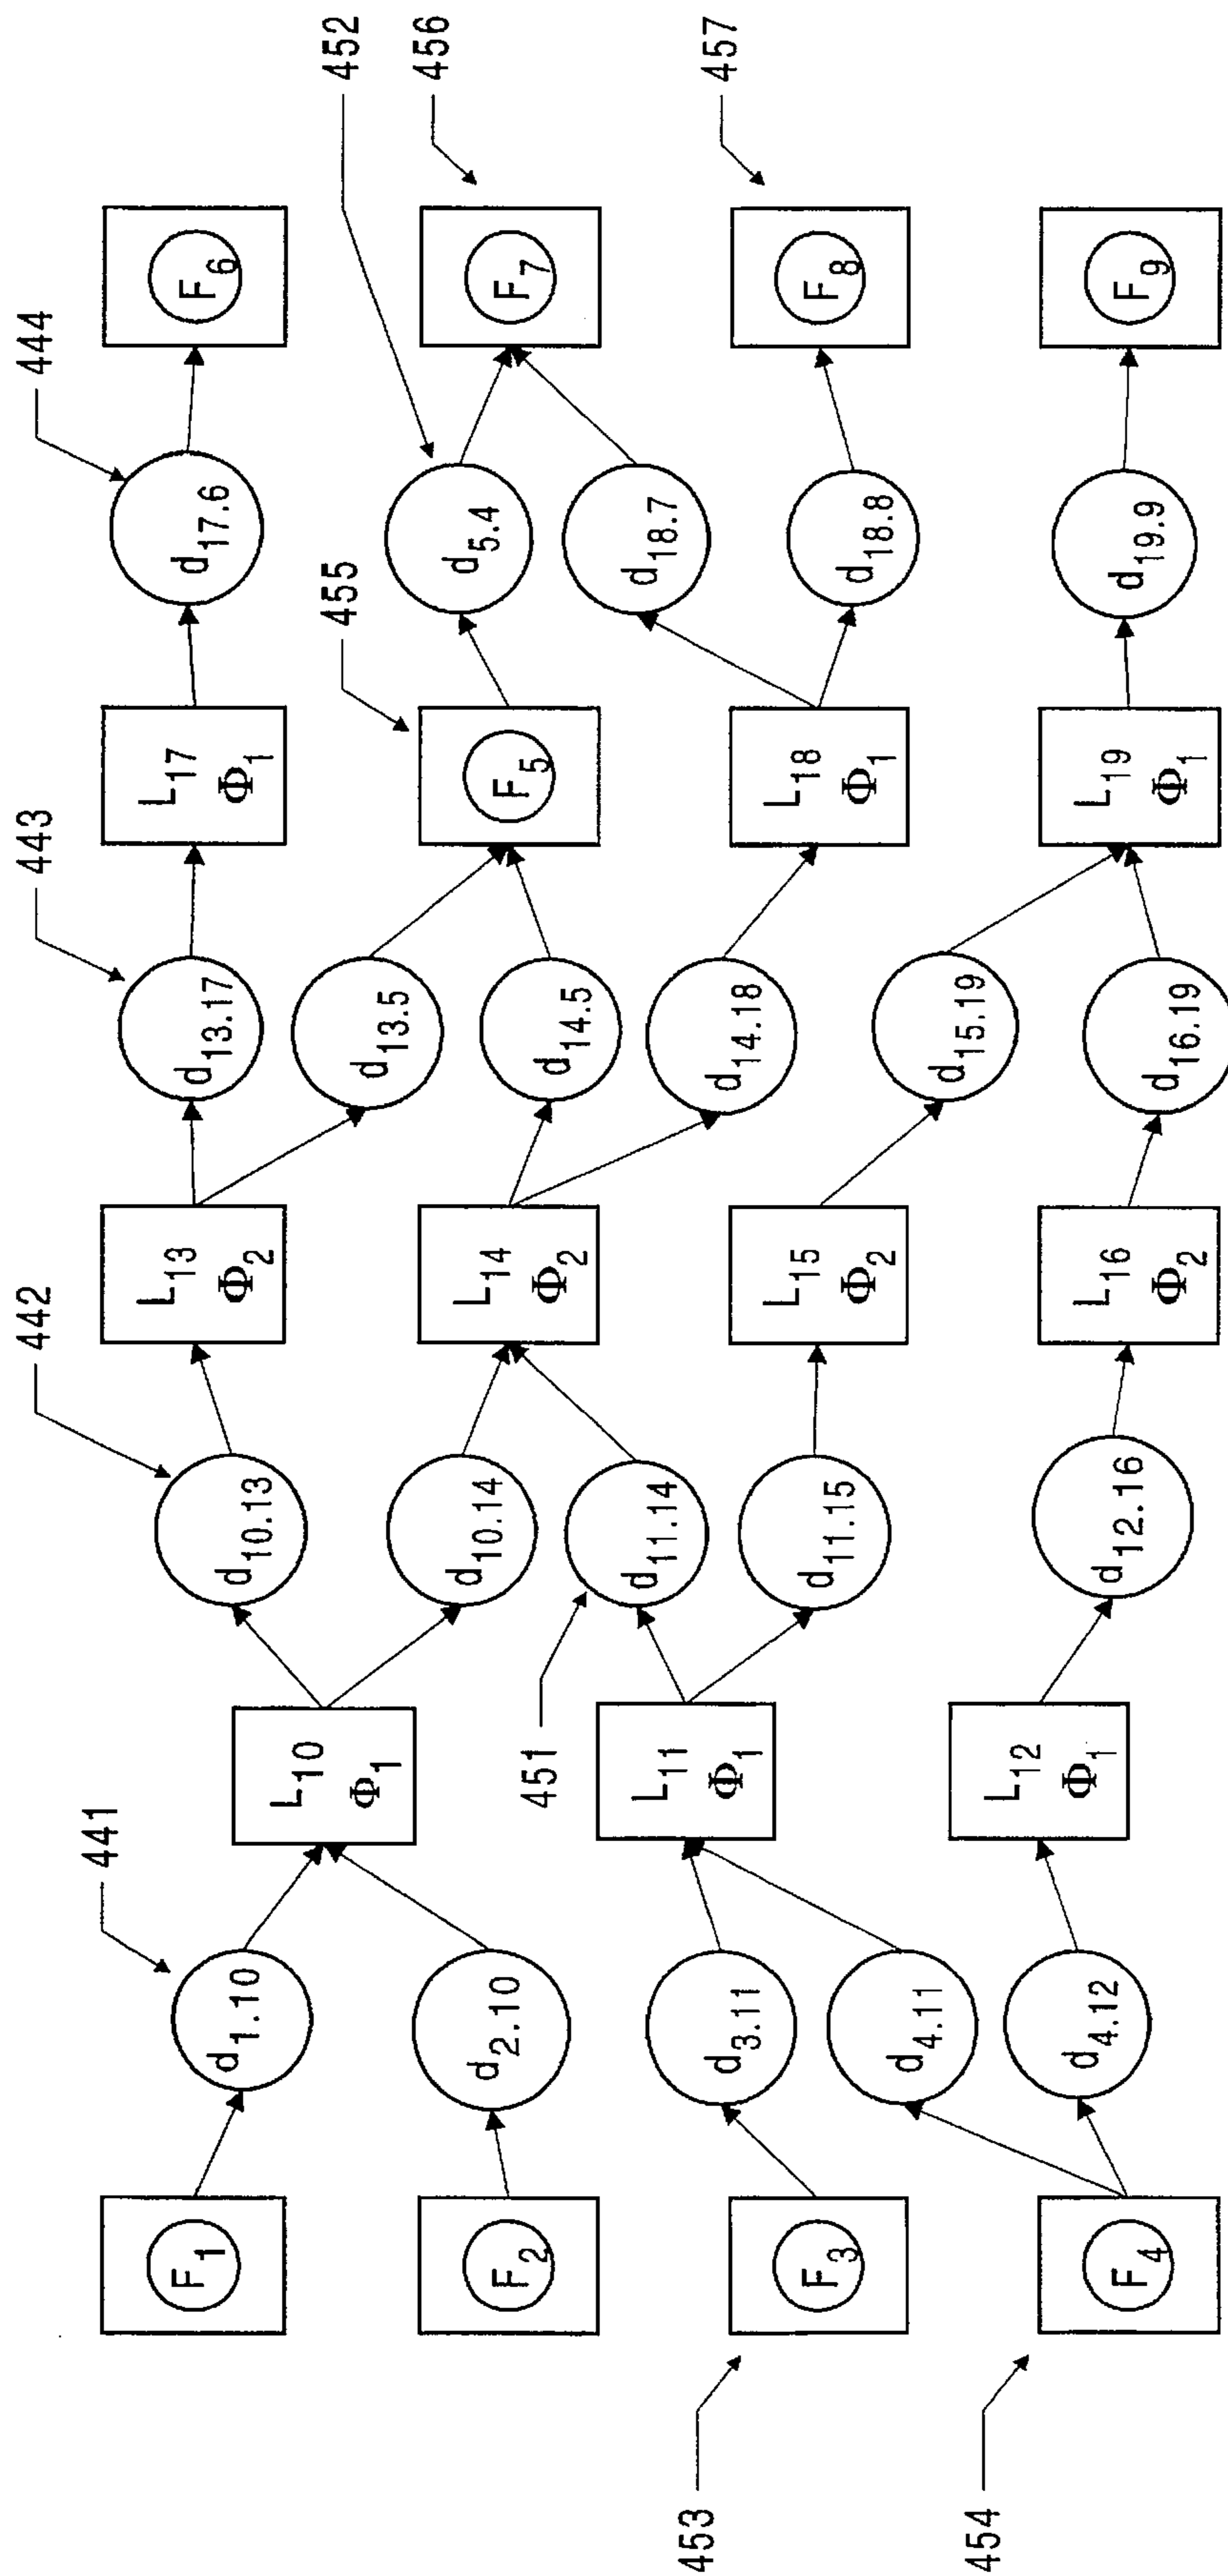 441
442
443
444
451
452
453
454
455
456
457
F1
F2
F3
F4
d1.10
d2.10
d3.11
d4.11
d4.12
L10
Φ1
L11
Φ1
L12
Φ1
d10.13
d10.14
d11.14
d11.15
d12.16
L13
Φ2
L14
Φ2
L15
Φ2
L16
Φ2
d13.17
d13.5
d14.5
d14.18
d15.19
d16.19
L17
Φ1
F5
L18
Φ1
L19
Φ1
d17.6
d5.4
d18.7
d18.8
d19.9
F6
F7
F8
F9